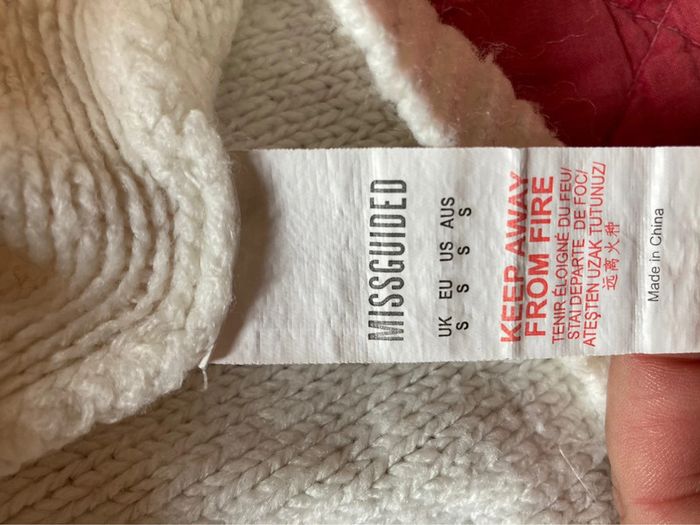 MISSGUIDED
UK EU US AUS
S S S S
KEEP AWAY
FROM FIRE
TENIR ÉLOIGNÉ DU FEU/
STAI DEPARTE DE FOC/
ATEŞTEN UZAK TUTUNUZ/
远离火种
Made in China